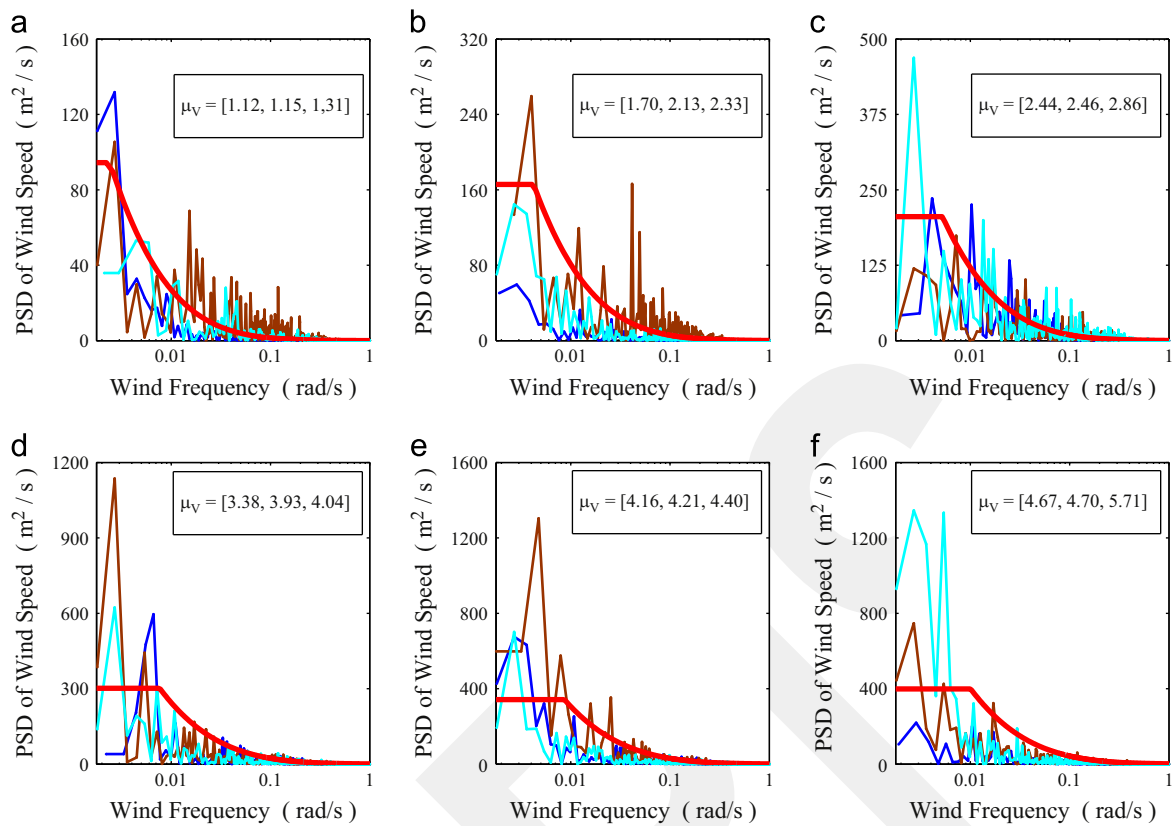 a
160
120
80
40
0
PSD of Wind Speed ( m² / s )
μ_V = [1.12, 1.15, 1,31]
0.01 0.1 1
Wind Frequency ( rad/s )
b
320
240
160
80
0
PSD of Wind Speed ( m² / s )
μ_V = [1.70, 2.13, 2.33]
0.01 0.1 1
Wind Frequency ( rad/s )
c
500
375
250
125
0
PSD of Wind Speed ( m² / s )
μ_V = [2.44, 2.46, 2.86]
0.01 0.1 1
Wind Frequency ( rad/s )
d
1200
900
600
300
0
PSD of Wind Speed ( m² / s )
μ_V = [3.38, 3.93, 4.04]
0.01 0.1 1
Wind Frequency ( rad/s )
e
1600
1200
800
400
0
PSD of Wind Speed ( m² / s )
μ_V = [4.16, 4.21, 4.40]
0.01 0.1 1
Wind Frequency ( rad/s )
f
1600
1200
800
400
0
PSD of Wind Speed ( m² / s )
μ_V = [4.67, 4.70, 5.71]
0.01 0.1 1
Wind Frequency ( rad/s )